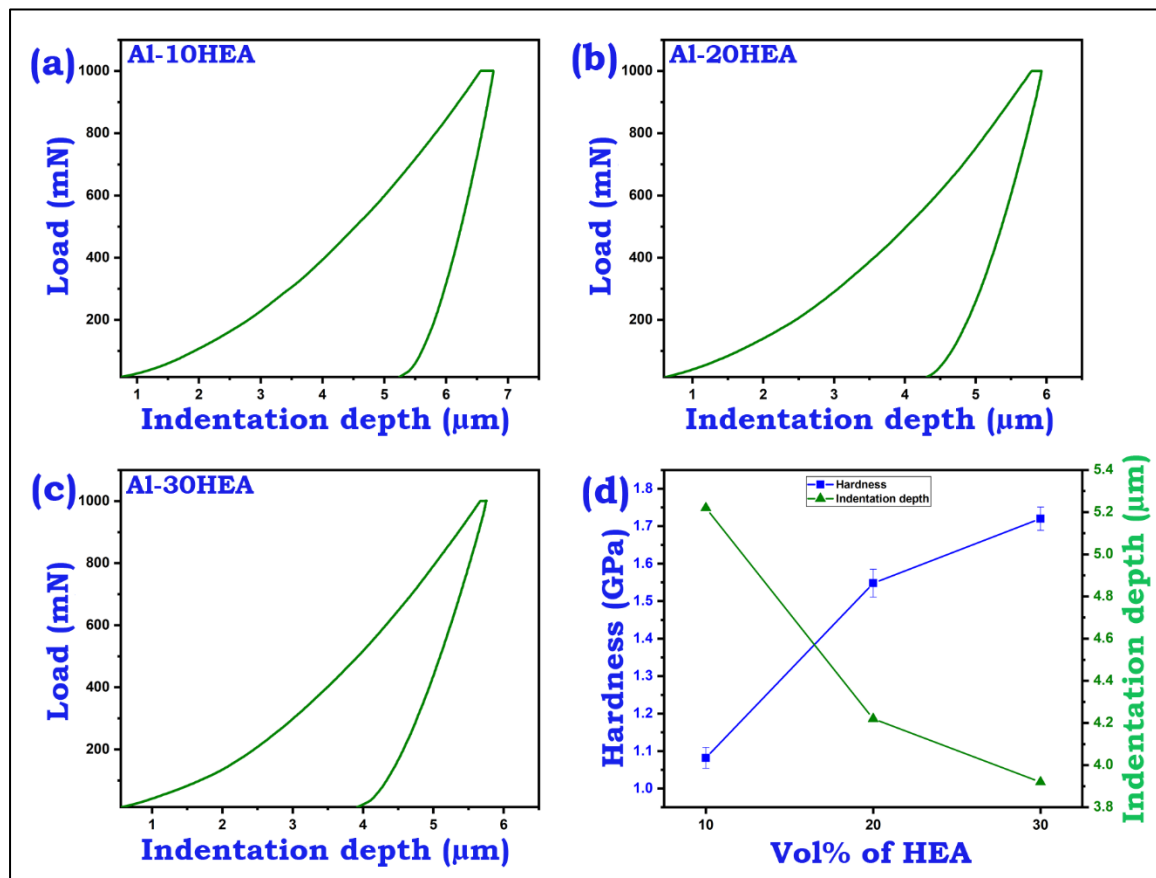 (a) Al-10HEA
1000
800
600
400
200
1 2 3 4 5 6 7
Load (mN)
Indentation depth (µm)
(b) Al-20HEA
1000
800
600
400
200
1 2 3 4 5 6
Load (mN)
Indentation depth (µm)
(c) Al-30HEA
1000
800
600
400
200
1 2 3 4 5 6
Load (mN)
Indentation depth (µm)
(d)
Hardness
Indentation depth
1.8
1.7
1.6
1.5
1.4
1.3
1.2
1.1
1.0
Hardness (GPa)
5.4
5.2
5.0
4.8
4.6
4.4
4.2
4.0
3.8
Indentation depth (µm)
10 20 30
Vol% of HEA